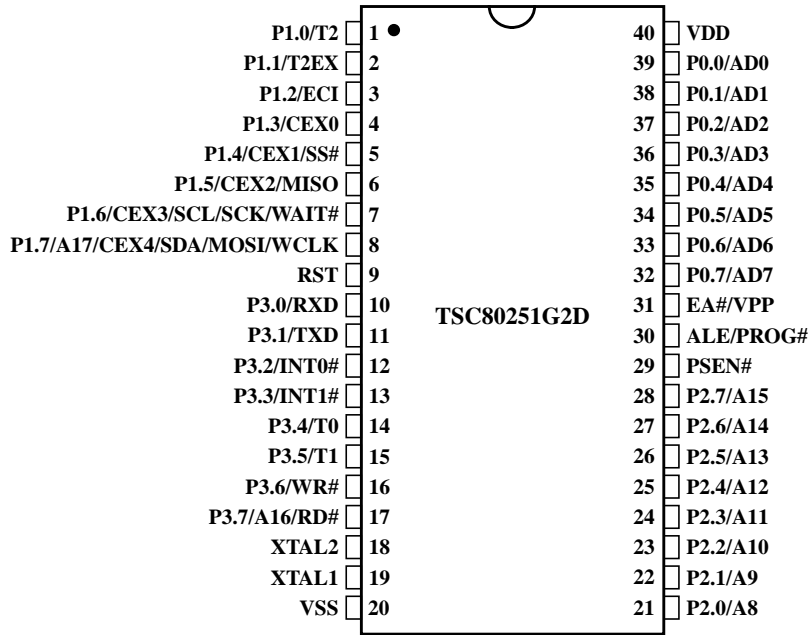 P1.0/T2 1 40 VDD
P1.1/T2EX 2 39 P0.0/AD0
P1.2/ECI 3 38 P0.1/AD1
P1.3/CEX0 4 37 P0.2/AD2
P1.4/CEX1/SS# 5 36 P0.3/AD3
P1.5/CEX2/MISO 6 35 P0.4/AD4
P1.6/CEX3/SCL/SCK/WAIT# 7 34 P0.5/AD5
P1.7/A17/CEX4/SDA/MOSI/WCLK 8 33 P0.6/AD6
RST 9 32 P0.7/AD7
P3.0/RXD 10 31 EA#/VPP
TSC80251G2D
P3.1/TXD 11 30 ALE/PROG#
P3.2/INT0# 12 29 PSEN#
P3.3/INT1# 13 28 P2.7/A15
P3.4/T0 14 27 P2.6/A14
P3.5/T1 15 26 P2.5/A13
P3.6/WR# 16 25 P2.4/A12
P3.7/A16/RD# 17 24 P2.3/A11
XTAL2 18 23 P2.2/A10
XTAL1 19 22 P2.1/A9
VSS 20 21 P2.0/A8